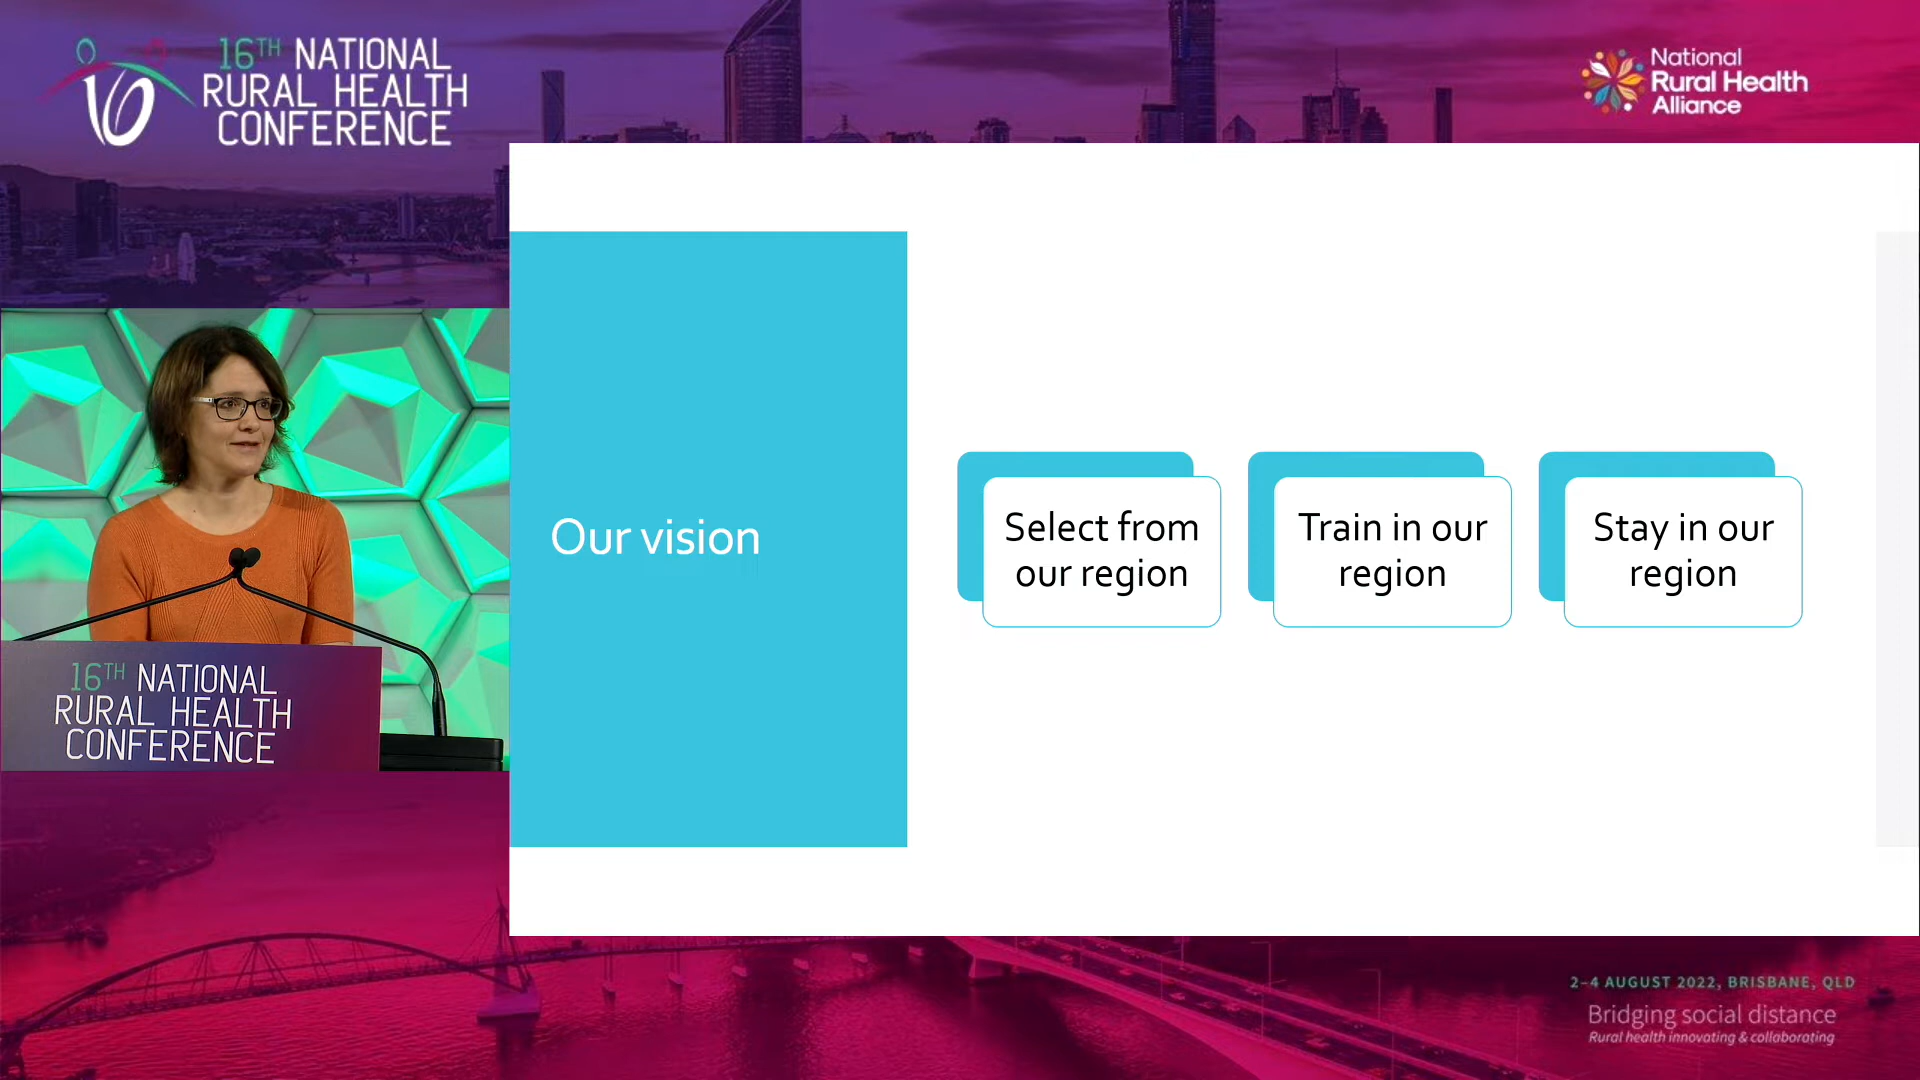 16TH NATIONAL
RURAL HEALTH
CONFERENCE
National
Rural Health
Alliance
Our vision
Select from
our region
Train in our
region
Stay in our
region
16TH NATIONAL
RURAL HEALTH
CONFERENCE
2–4 AUGUST 2022, BRISBANE, QLD
Bridging social distance
Rural health innovating & collaborating